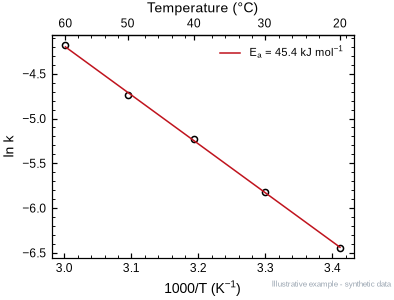 Temperature (°C)
60 50 40 30 20
Eₐ = 45.4 kJ mol⁻¹
ln k
−4.5
−5.0
−5.5
−6.0
−6.5
3.0 3.1 3.2 3.3 3.4
1000/T (K⁻¹)
Illustrative example - synthetic data